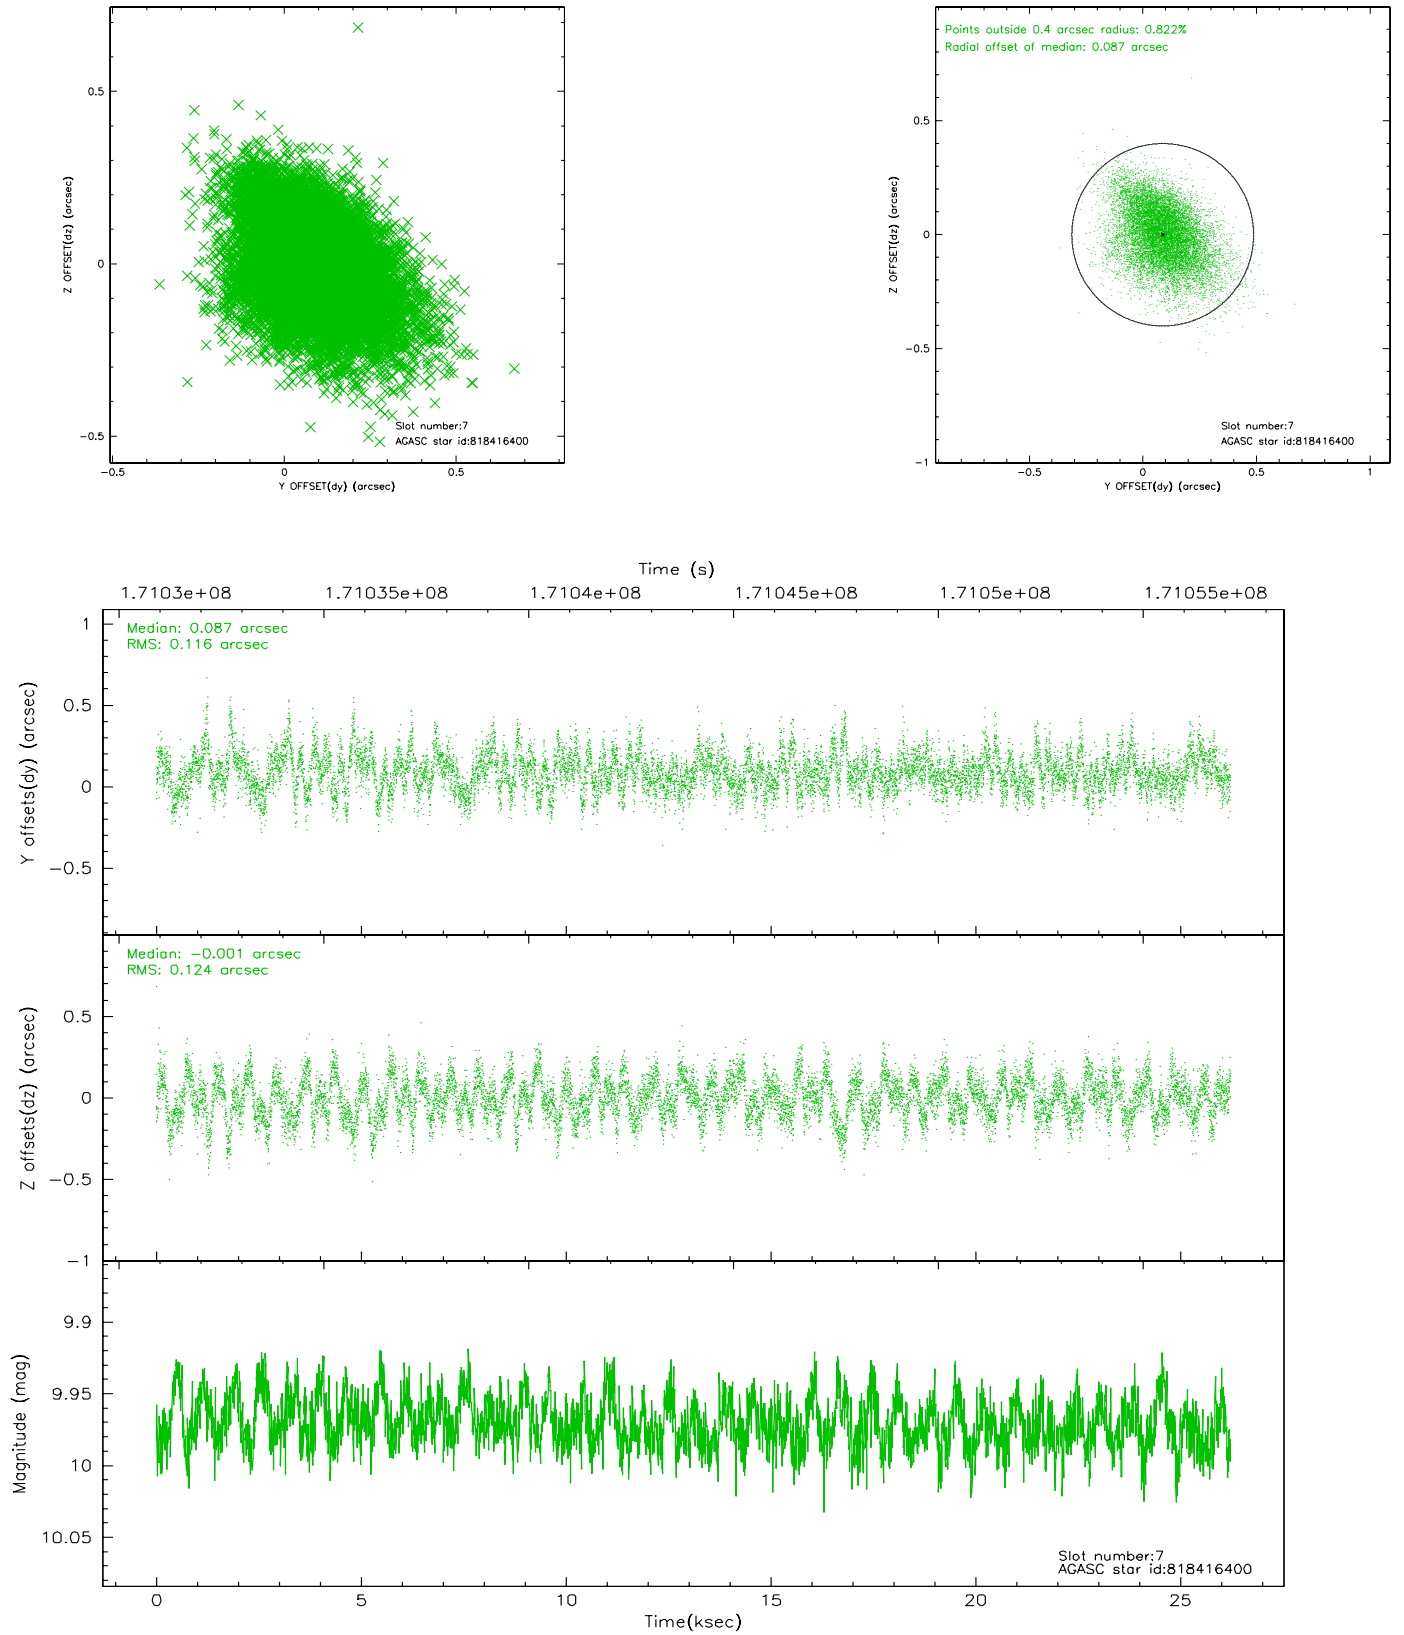 0.5
0
−0.5
Z OFFSET(dz) (arcsec)
Slot number:7
AGASC star id:818416400
−0.5
0
0.5
Y OFFSET(dy) (arcsec)
Points outside 0.4 arcsec radius: 0.822%
Radial offset of median: 0.087 arcsec
0.5
0
−0.5
−1
Z OFFSET(dz) (arcsec)
Slot number:7
AGASC star id:818416400
−0.5
0
0.5
1
Y OFFSET(dy) (arcsec)
Time (s)
1.7103e+08
1.71035e+08
1.7104e+08
1.71045e+08
1.7105e+08
1.71055e+08
Median: 0.087 arcsec
RMS: 0.116 arcsec
1
0.5
0
−0.5
Y offsets(dy) (arcsec)
Median: −0.001 arcsec
RMS: 0.124 arcsec
0.5
0
−0.5
−1
Z offsets(dz) (arcsec)
9.9
9.95
10
10.05
Magnitude (mag)
Slot number:7
AGASC star id:818416400
0
5
10
15
20
25
Time(ksec)